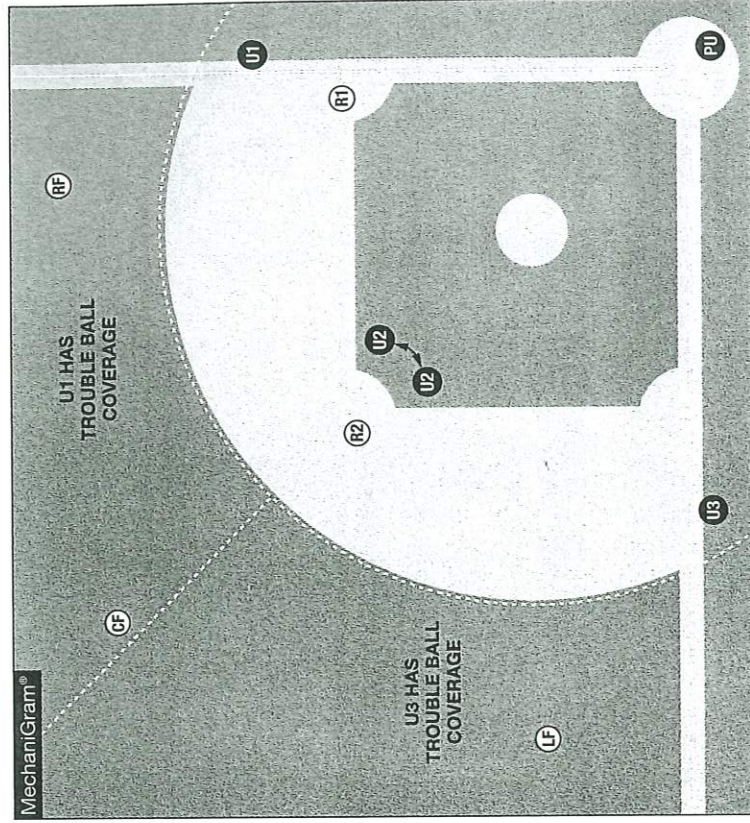 MechaniGram®
CF
RF
U1 HAS
TROUBLE BALL
COVERAGE
U1
R1
R2
U2
U2
U3 HAS
TROUBLE BALL
COVERAGE
LF
U3
PU